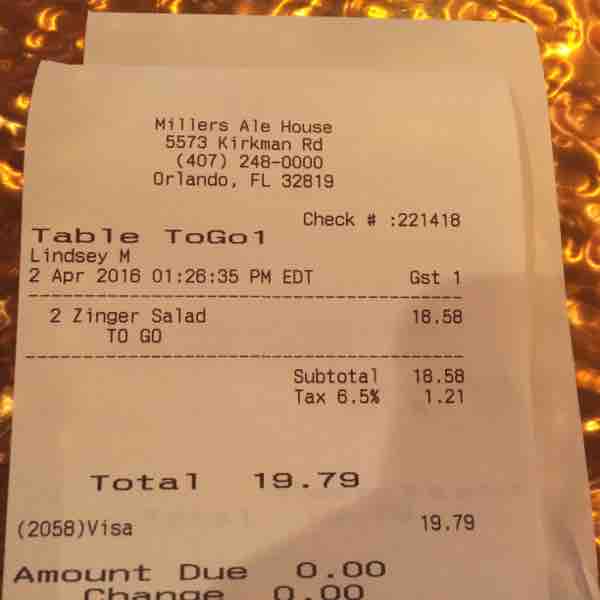 Millers Ale House
5573 Kirkman Rd
(407) 248-0000
Orlando, FL 32819
Check # :221418
Table ToGo1
Lindsey M
2 Apr 2016 01:26:35 PM EDT Gst 1
2 Zinger Salad 18.58
TO GO
Subtotal 18.58
Tax 6.5% 1.21
Total 19.79
(2058)Visa 19.79
Amount Due 0.00
Change 0.00